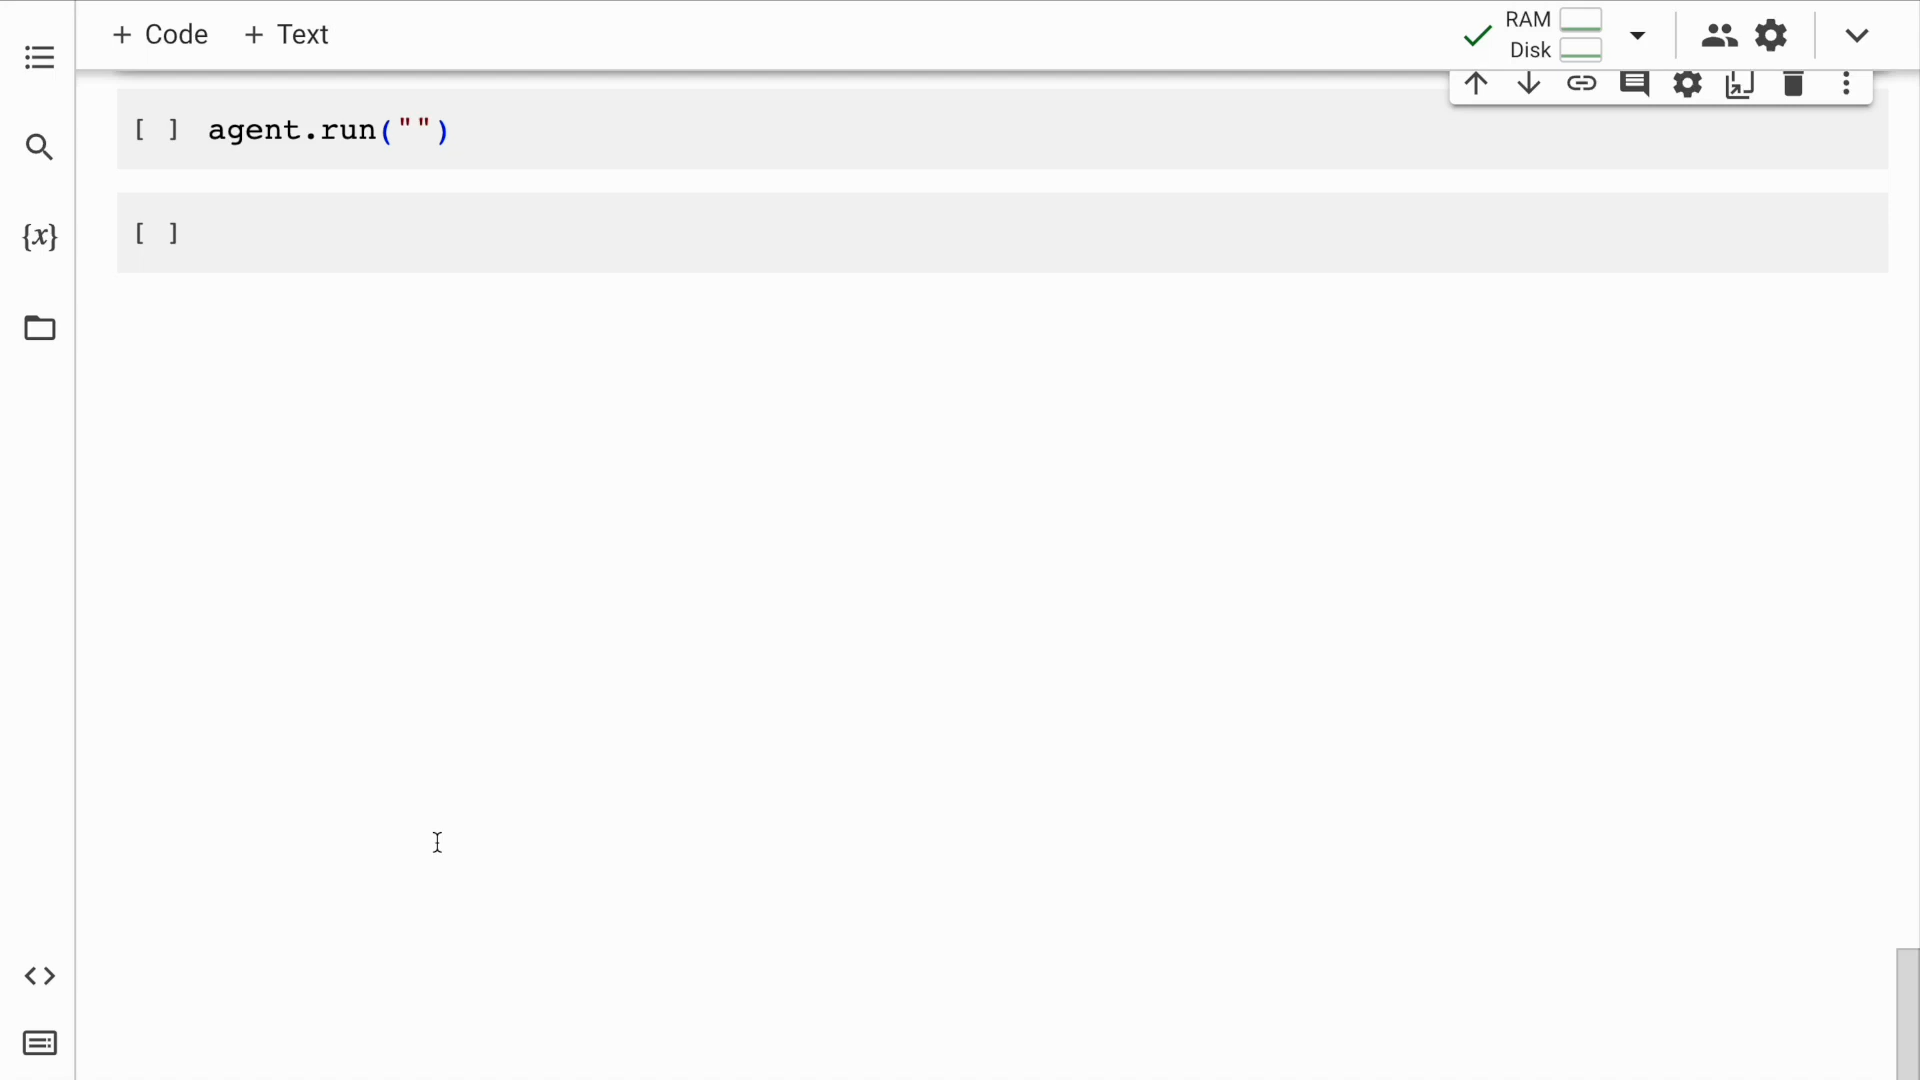 + Code + Text
RAM
Disk
[ ] agent.run("")
{x}
[ ]